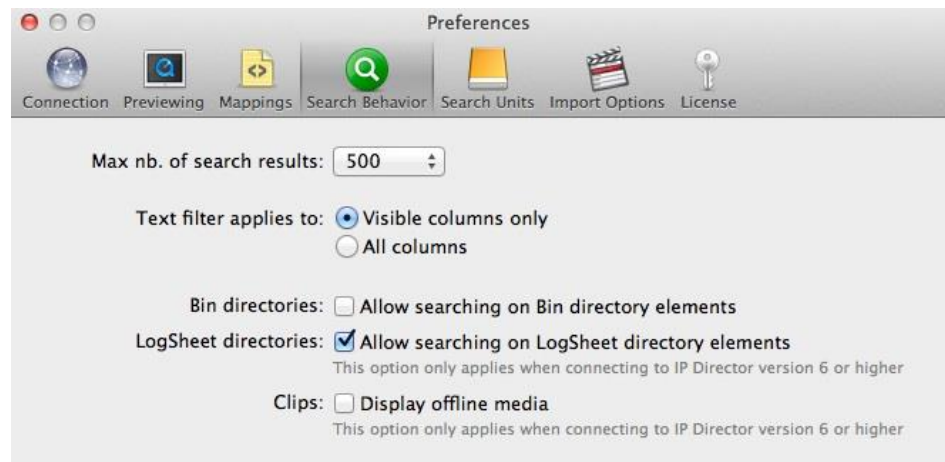 Preferences
Connection Previewing Mappings Search Behavior Search Units Import Options License
Max nb. of search results: 500
Text filter applies to: Visible columns only
All columns
Bin directories: Allow searching on Bin directory elements
LogSheet directories: Allow searching on LogSheet directory elements
This option only applies when connecting to IP Director version 6 or higher
Clips: Display offline media
This option only applies when connecting to IP Director version 6 or higher